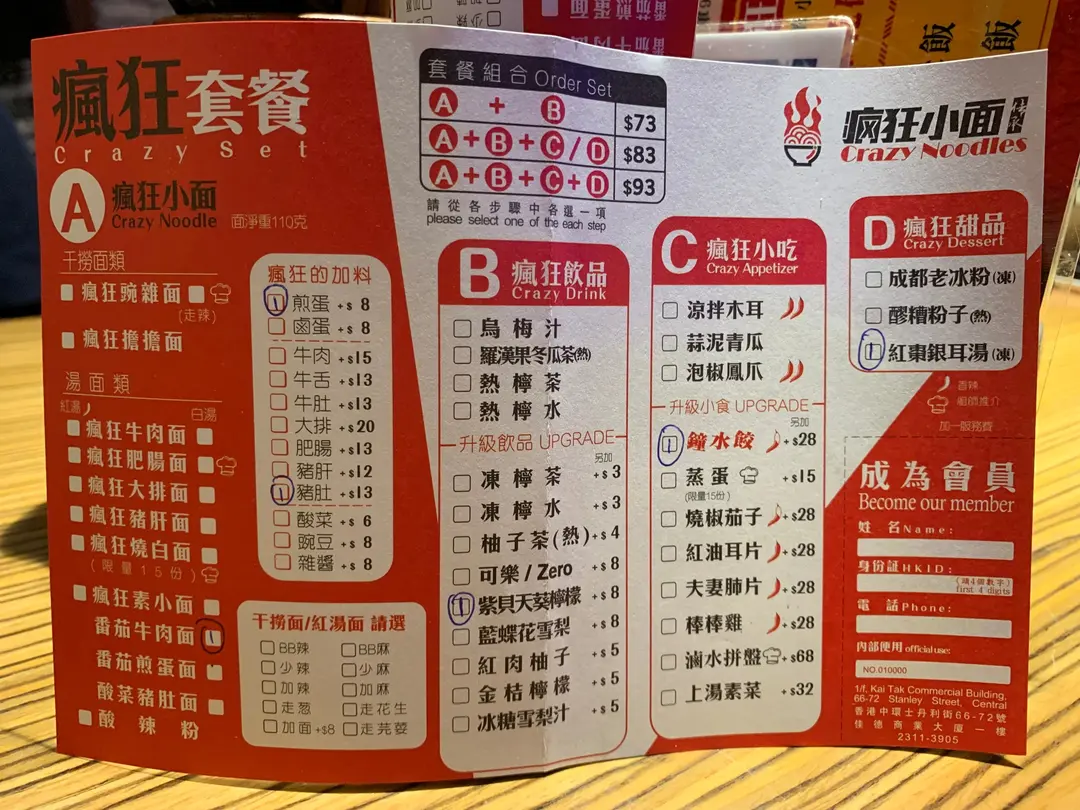 瘋狂套餐
Crazy Set
A 瘋狂小面
Crazy Noodle
面淨重110克
干撈面類
瘋狂豌雜面
(走辣)
瘋狂擔擔面
湯面類
紅湯 白湯
瘋狂牛肉面
瘋狂肥腸面
瘋狂大排面
瘋狂豬肝面
瘋狂燒白面
(限量15份)
瘋狂素小面
番茄牛肉面 1
番茄煎蛋面
酸菜豬肚面
酸辣粉
瘋狂的加料
1 煎蛋 +$8
鹵蛋 +$8
牛肉 +$15
牛舌 +$13
牛肚 +$13
大排 +$20
肥腸 +$13
豬肝 +$12
1 豬肚 +$13
酸菜 +$6
豌豆 +$8
雜醬 +$8
干撈面/紅湯面 請選
BB辣 BB麻
少辣 少麻
加辣 加麻
走葱 走花生
加面+$8 走芫荽
套餐組合 Order Set
A + B $73
A+B+C/D $83
A+B+C+D $93
請從各步驟中各選一項
please select one of the each step
B 瘋狂飲品
Crazy Drink
烏梅汁
羅漢果冬瓜茶(熱)
熱檸茶
熱檸水
升級飲品 UPGRADE
另加
凍檸茶 +$3
凍檸水 +$3
柚子茶(熱) +$4
可樂/Zero +$8
1 紫貝天葵檸檬 +$8
藍蝶花雪梨 +$8
紅肉柚子 +$5
金桔檸檬 +$5
冰糖雪梨汁 +$5
C 瘋狂小吃
Crazy Appetizer
涼拌木耳
蒜泥青瓜
泡椒鳳爪
升級小食 UPGRADE
另加
1 鐘水餃 +$28
蒸蛋 +$15
(限量15份)
燒椒茄子 +$28
紅油耳片 +$28
夫妻肺片 +$28
棒棒雞 +$28
滷水拼盤 +$68
上湯素菜 +$32
瘋狂小面
Crazy Noodles
D 瘋狂甜品
Crazy Dessert
成都老冰粉(凍)
醪糟粉子(熱)
1 紅棗銀耳湯(凍)
香辣
加一服務費
成為會員
Become our member
姓名 Name:
身份証 HKID:
(頭4個數字)
first 4 digits
電話 Phone:
內部使用 official use:
NO.010000
1/f, Kai Tak Commercial Building,
66-72 Stanley Street, Central
香港中環士丹利街66-72號
佳德商業大廈一樓
2311-3905